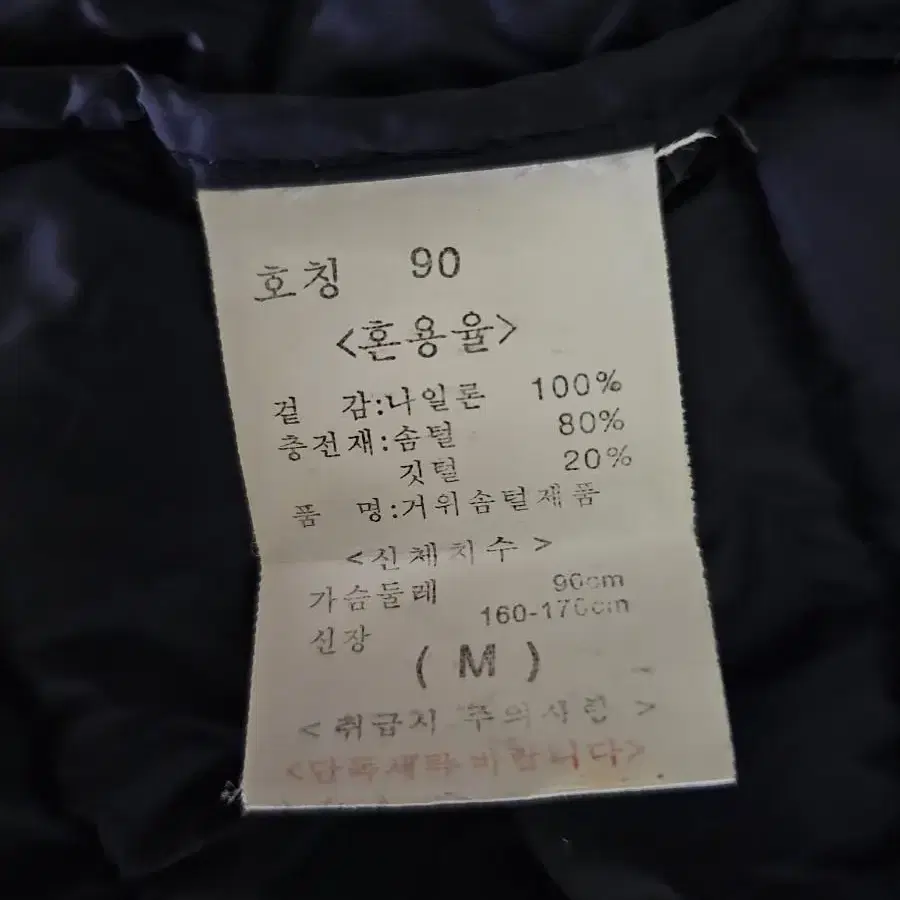 호칭 90
<혼용율>
겉 감:나일론 100%
충전재:솜털 80%
깃털 20%
품 명:거위솜털제품
<신체치수>
가슴둘레 90cm
신장 160-170cm
( M )
<취급지 주의사항>
<단독세탁바랍니다>